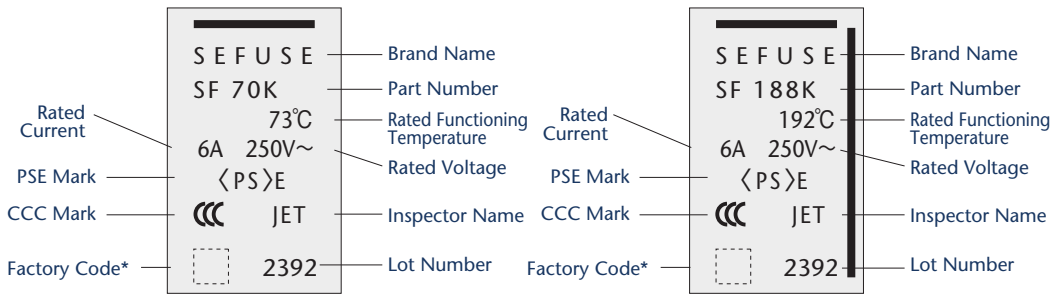 SEFUSE
Brand Name
SF 70K
Part Number
73℃
Rated Functioning
Temperature
Rated
Current
6A 250V~
Rated Voltage
PSE Mark
〈PS〉E
CCC Mark
CCC
JET
Inspector Name
Factory Code*
2392
Lot Number
SEFUSE
Brand Name
SF 188K
Part Number
192℃
Rated Functioning
Temperature
Rated
Current
6A 250V~
Rated Voltage
PSE Mark
〈PS〉E
CCC Mark
CCC
JET
Inspector Name
Factory Code*
2392
Lot Number